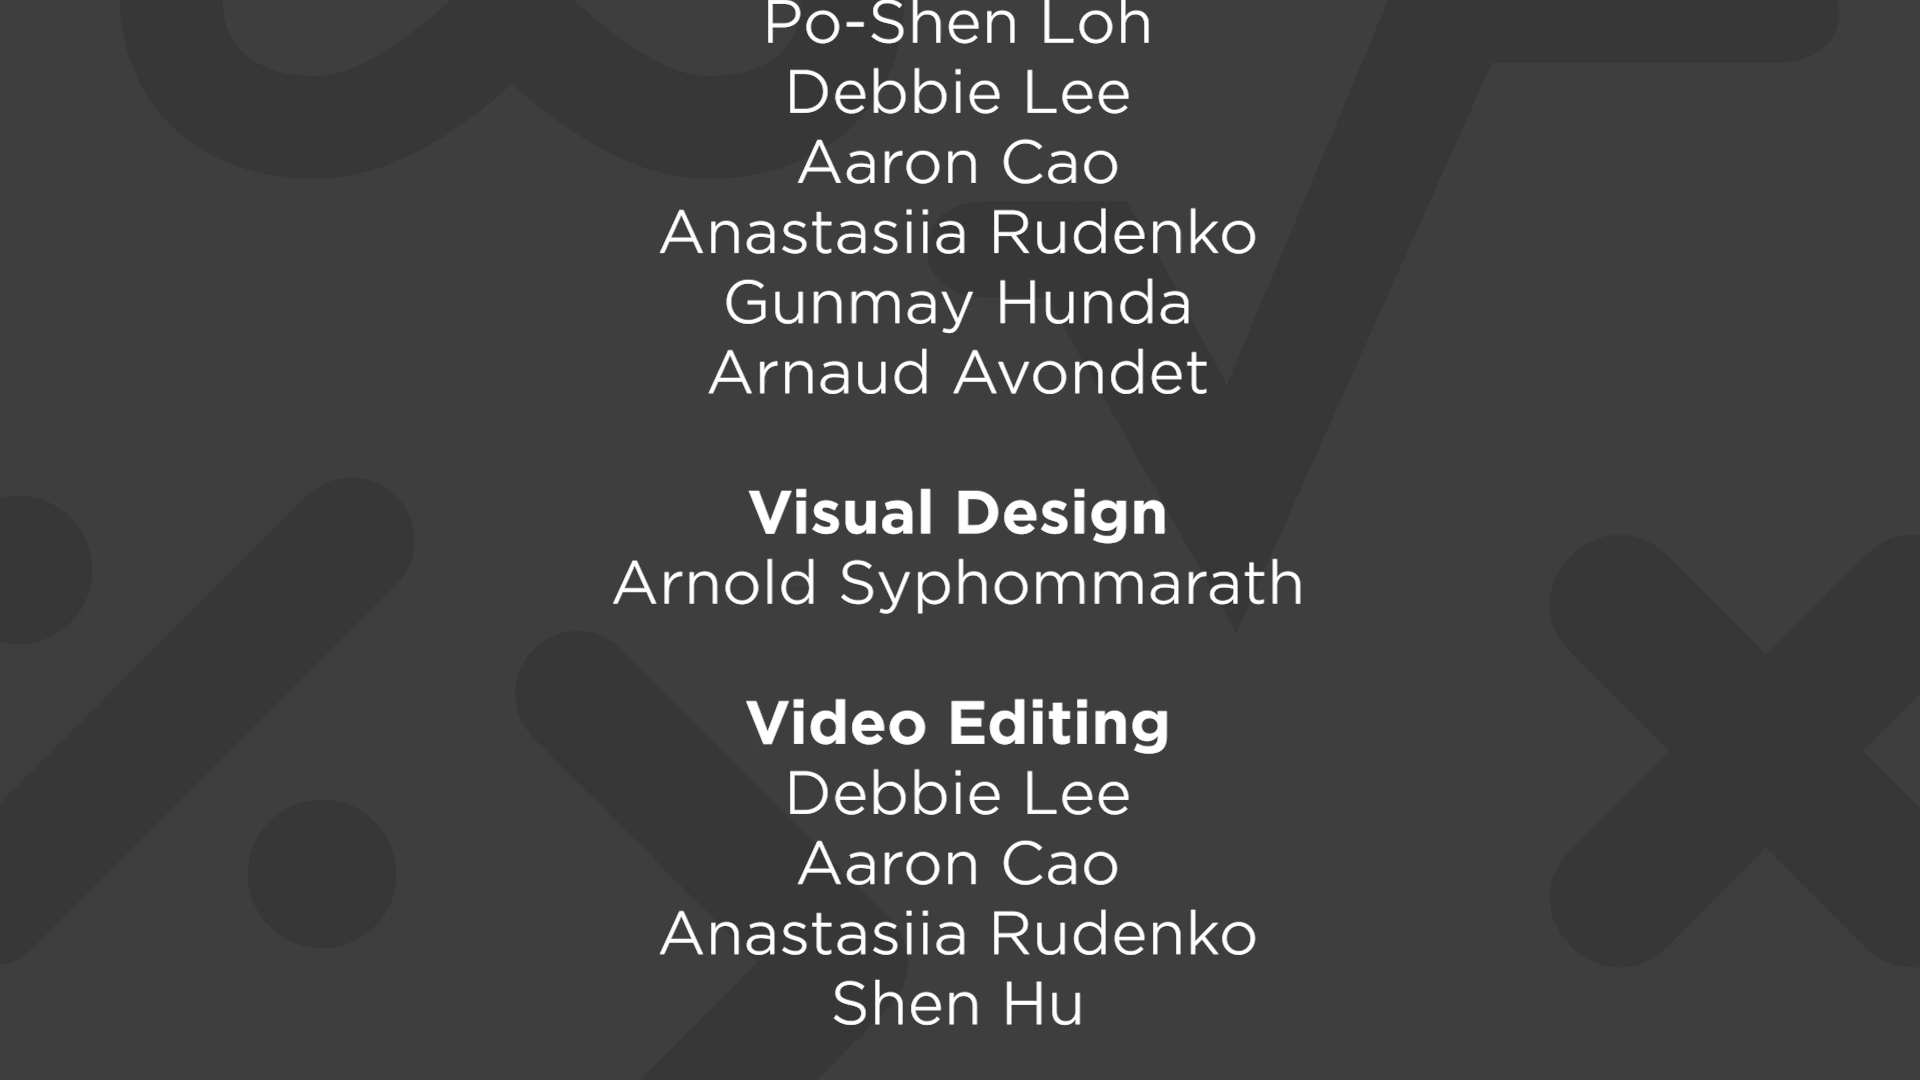 Po-Shen Loh
Debbie Lee
Aaron Cao
Anastasiia Rudenko
Gunmay Hunda
Arnaud Avondet
Visual Design
Arnold Syphommarath
Video Editing
Debbie Lee
Aaron Cao
Anastasiia Rudenko
Shen Hu